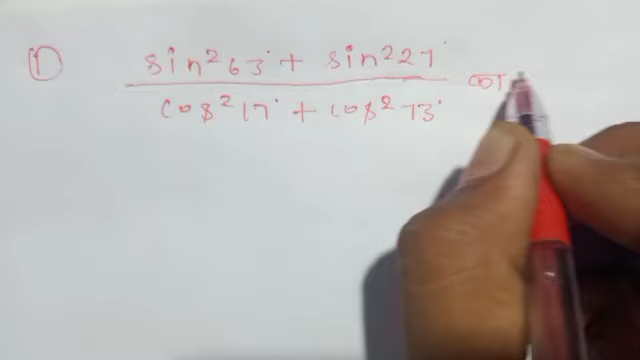 ① sin²63° + sin²27°
cos²17° + cos²73° का